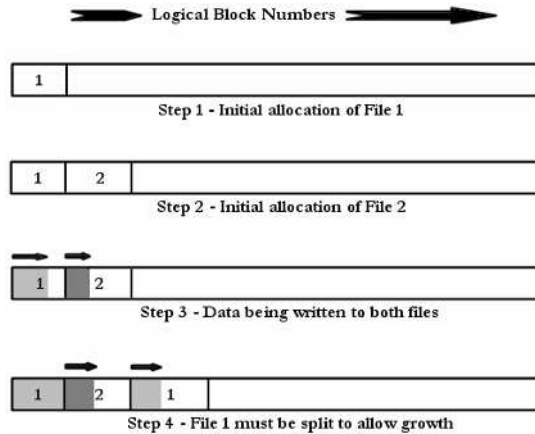 Logical Block Numbers
1
Step 1 - Initial allocation of File 1
1 2
Step 2 - Initial allocation of File 2
1 2
Step 3 - Data being written to both files
1 2 1
Step 4 - File 1 must be split to allow growth